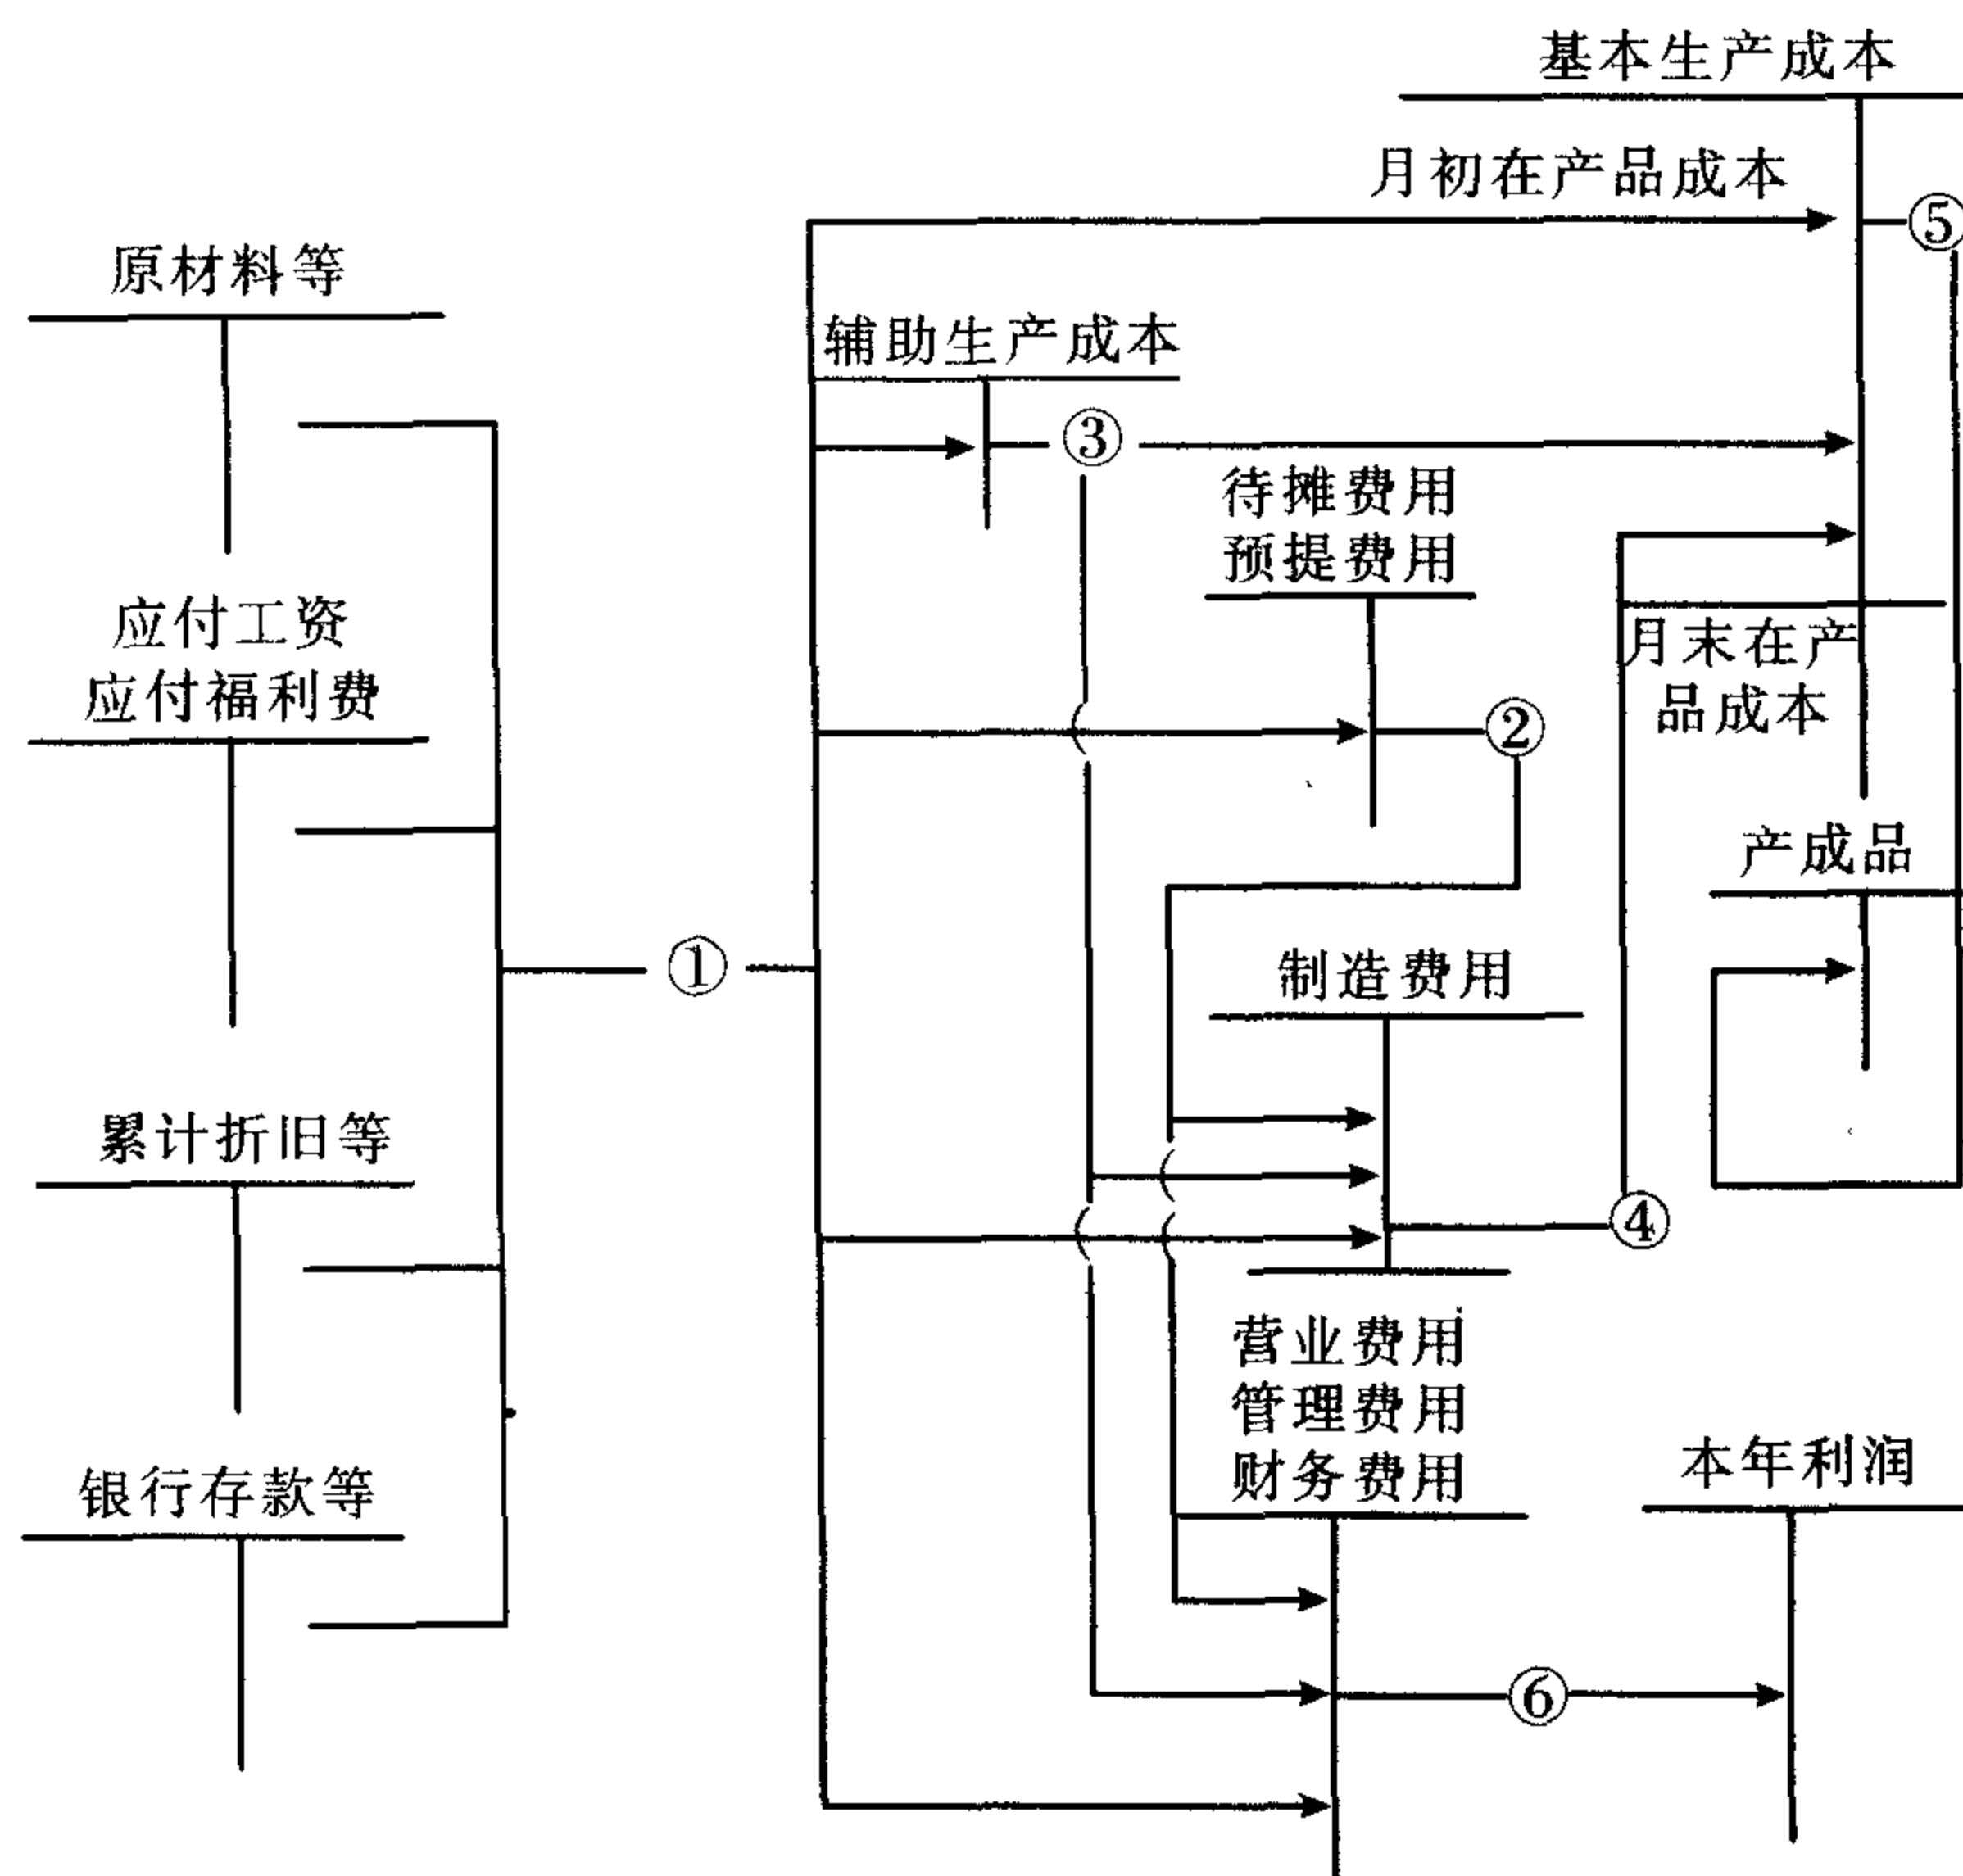 基本生产成本
月初在产品成本
⑤
原材料等
辅助生产成本
③
待摊费用
预提费用
应付工资
应付福利费
月末在产
品成本
②
产成品
①
制造费用
累计折旧等
④
营业费用
管理费用
财务费用
本年利润
银行存款等
⑥